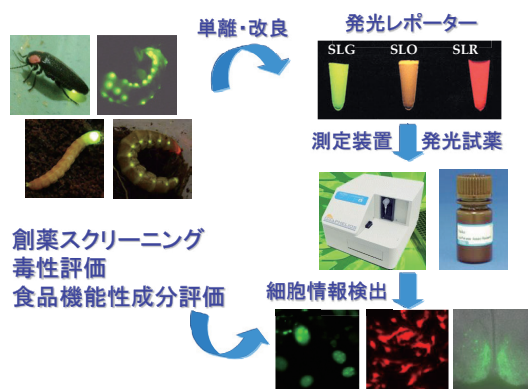 単離・改良
発光レポーター
SLG SLO SLR
測定装置 発光試薬
創薬スクリーニング
毒性評価
食品機能性成分評価
細胞情報検出